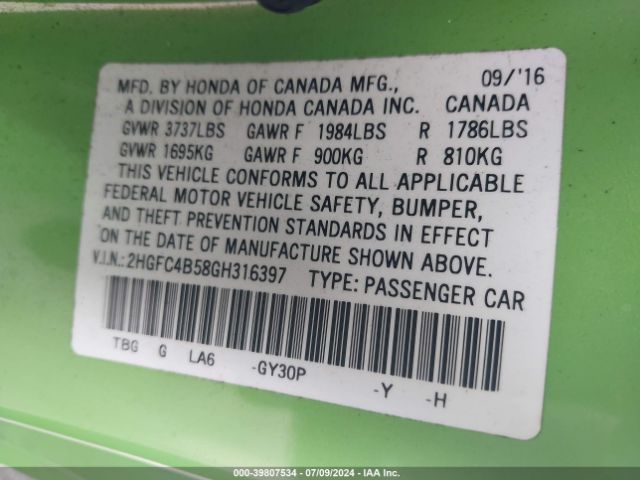 MFD. BY HONDA OF CANADA MFG., 09/'16
A DIVISION OF HONDA CANADA INC. CANADA
GVWR 3737LBS GAWR F 1984LBS R 1786LBS
GVWR 1695KG GAWR F 900KG R 810KG
THIS VEHICLE CONFORMS TO ALL APPLICABLE
FEDERAL MOTOR VEHICLE SAFETY, BUMPER,
AND THEFT PREVENTION STANDARDS IN EFFECT
ON THE DATE OF MANUFACTURE SHOWN ABOVE.
V.I.N.:2HGFC4B58GH316397 TYPE: PASSENGER CAR
TBG G LA6 -GY30P -Y -H
000-39807534 - 07/09/2024 - IAA Inc.